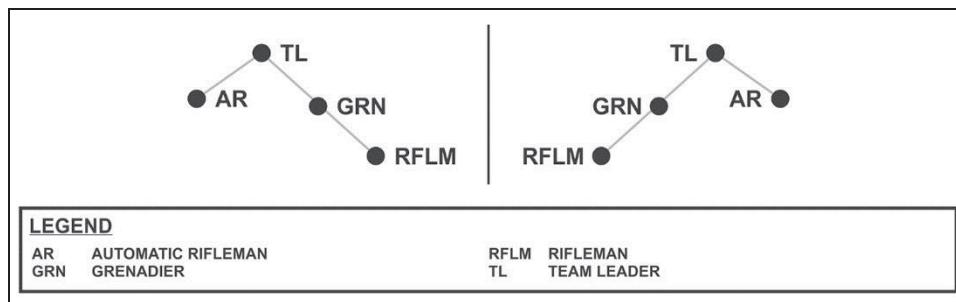 TL TL
AR GRN GRN AR
RFLM RFLM
LEGEND
AR AUTOMATIC RIFLEMAN RFLM RIFLEMAN
GRN GRENADIER TL TEAM LEADER